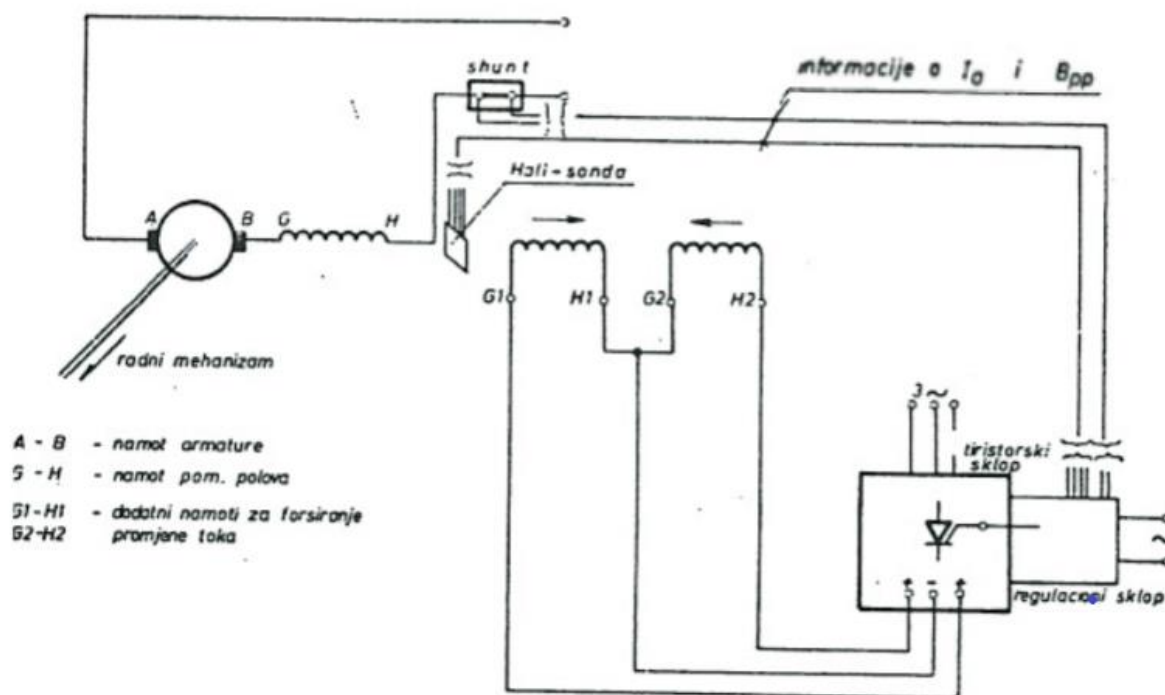 shunt
informacije o Ia i Bpp
Hall-sonda
A
B
G
H
G1
H1
G2
H2
radni mehanizam
3~
tiristorski
sklop
A - B - namot armature
G - H - namot pom. polova
G1-H1 - dodatni namoti za forsiranje
G2-H2 promjene toka
+ - +
~
regulacioni sklop